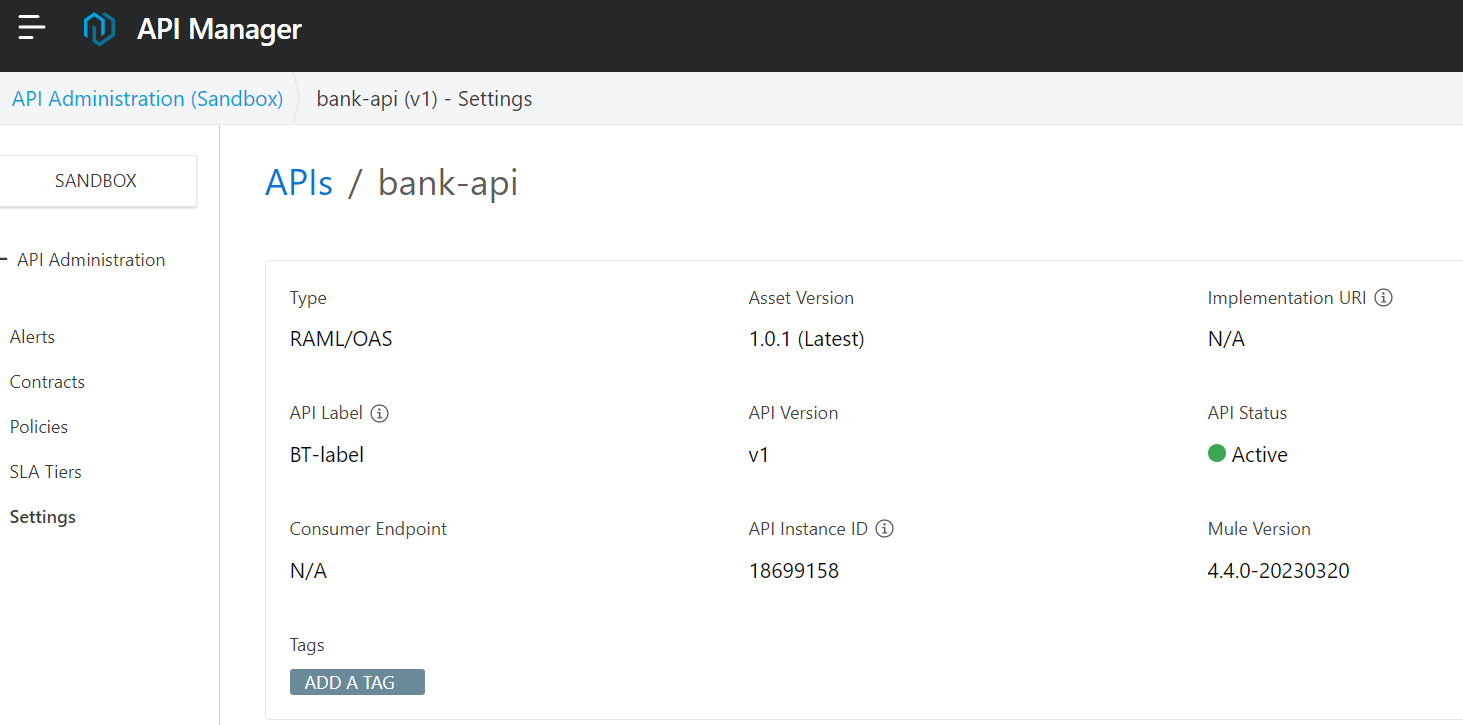 API Manager
API Administration (Sandbox)
bank-api (v1) - Settings
SANDBOX
API Administration
Alerts
Contracts
Policies
SLA Tiers
Settings
APIs / bank-api
Type
RAML/OAS
Asset Version
1.0.1 (Latest)
Implementation URI
N/A
API Label
BT-label
API Version
v1
API Status
Active
Consumer Endpoint
N/A
API Instance ID
18699158
Mule Version
4.4.0-20230320
Tags
ADD A TAG